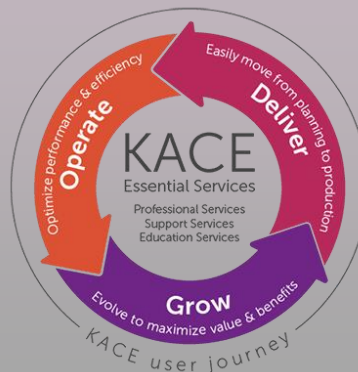 KACE
Essential Services
Professional Services
Support Services
Education Services
Deliver
Easily move from planning to production
Operate
Optimize performance & efficiency
Grow
Evolve to maximize value & benefits
KACE user journey